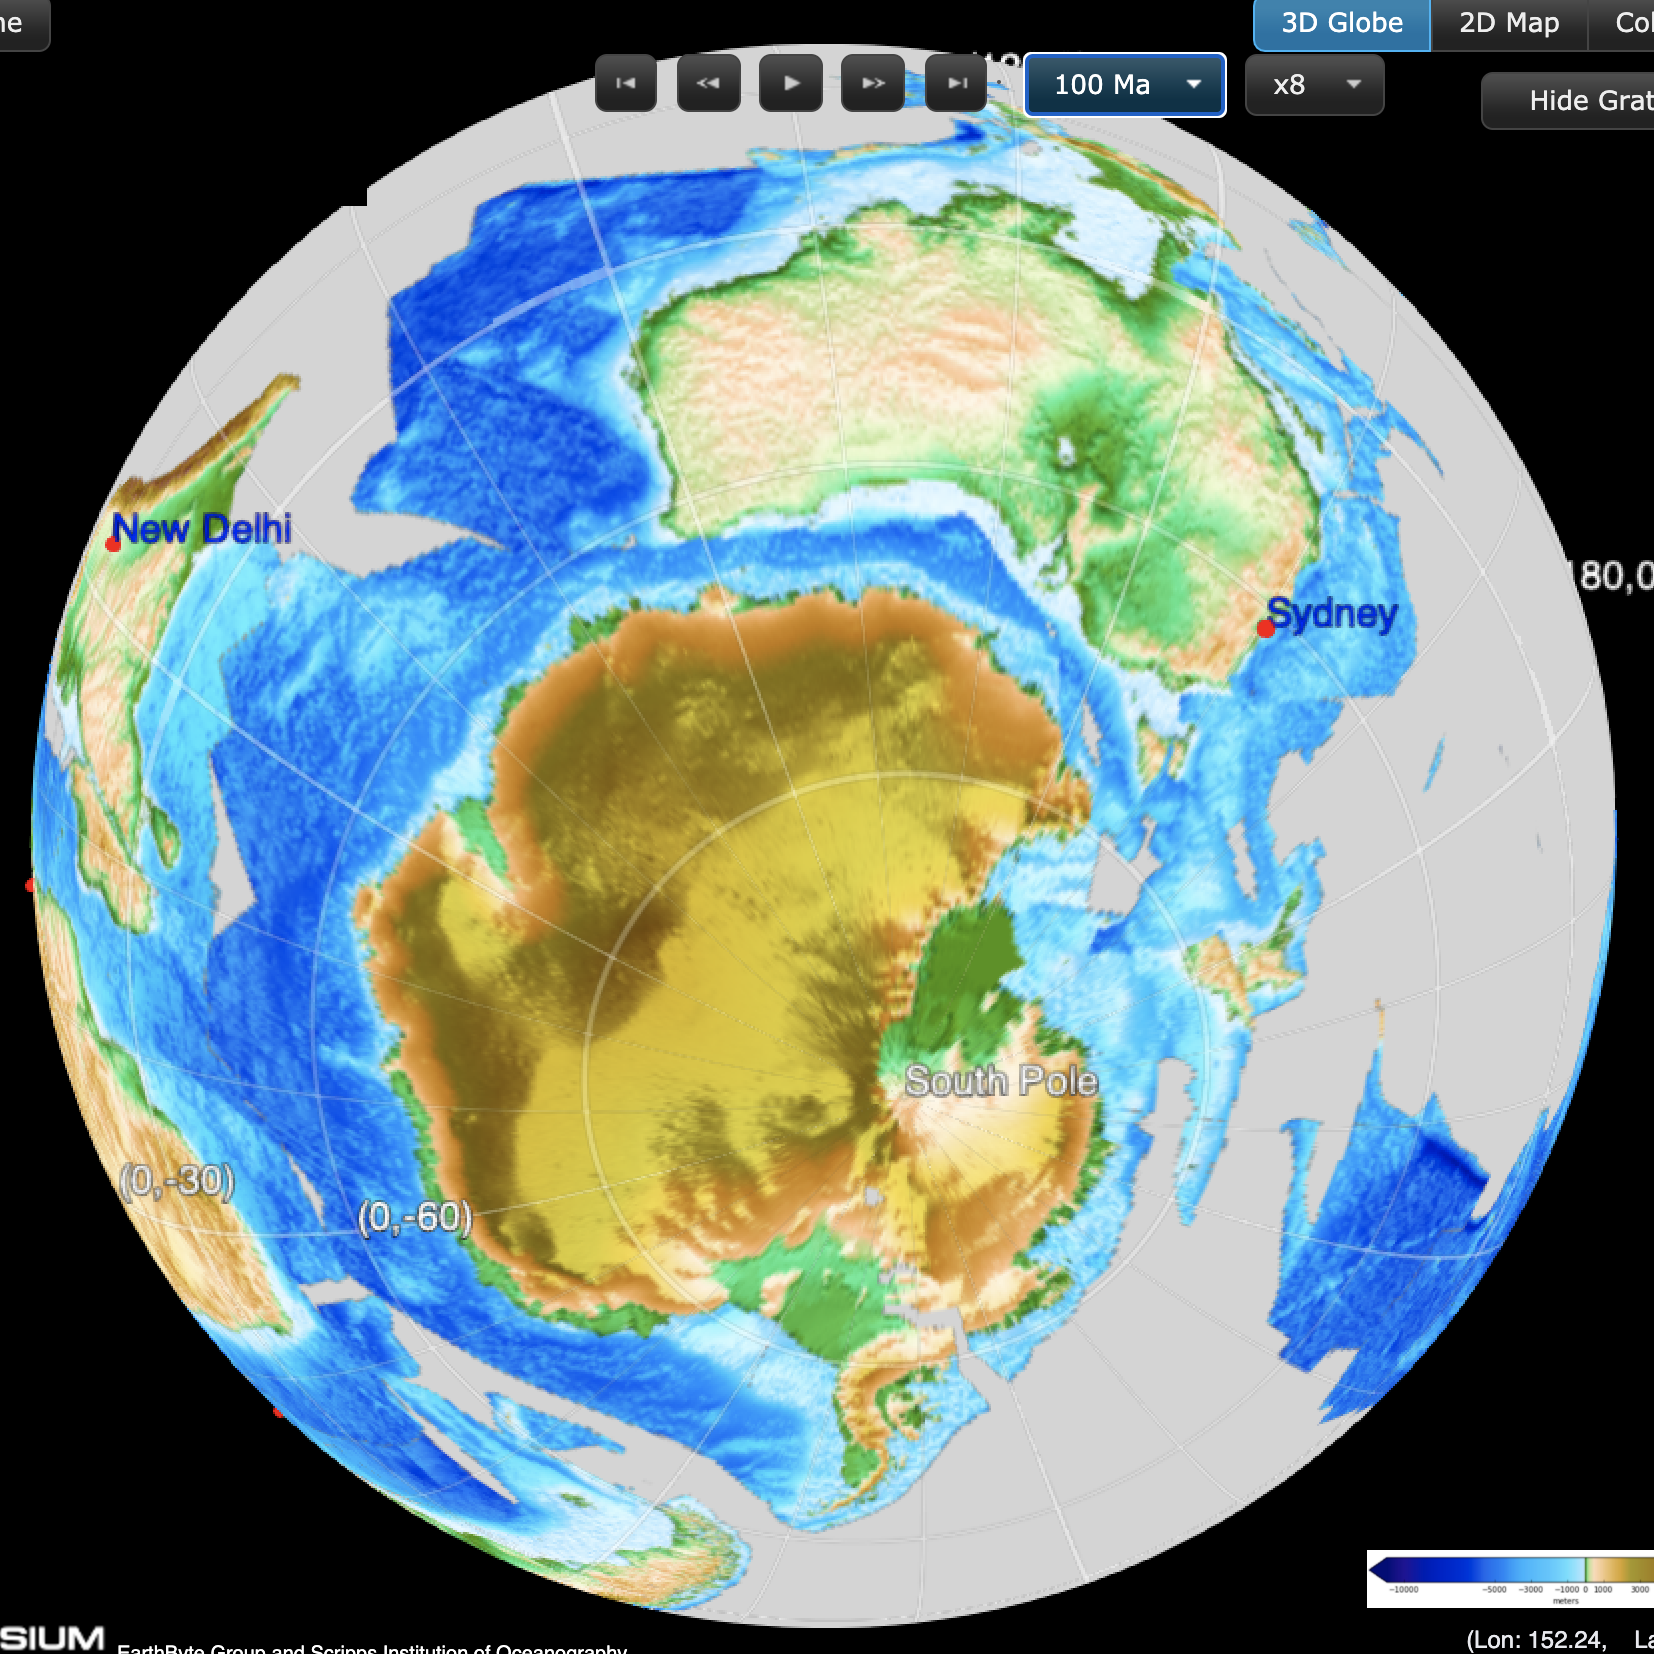 ne
3D Globe
2D Map
Col
100 Ma
x8
Hide Grat
New Delhi
180,0
Sydney
South Pole
(0,-30)
(0,-60)
-10000 -5000 -3000 -1000 0 1000 3000
meters
SIUM
EarthByte Group and Scripps Institution of Oceanography
(Lon: 152.24, La